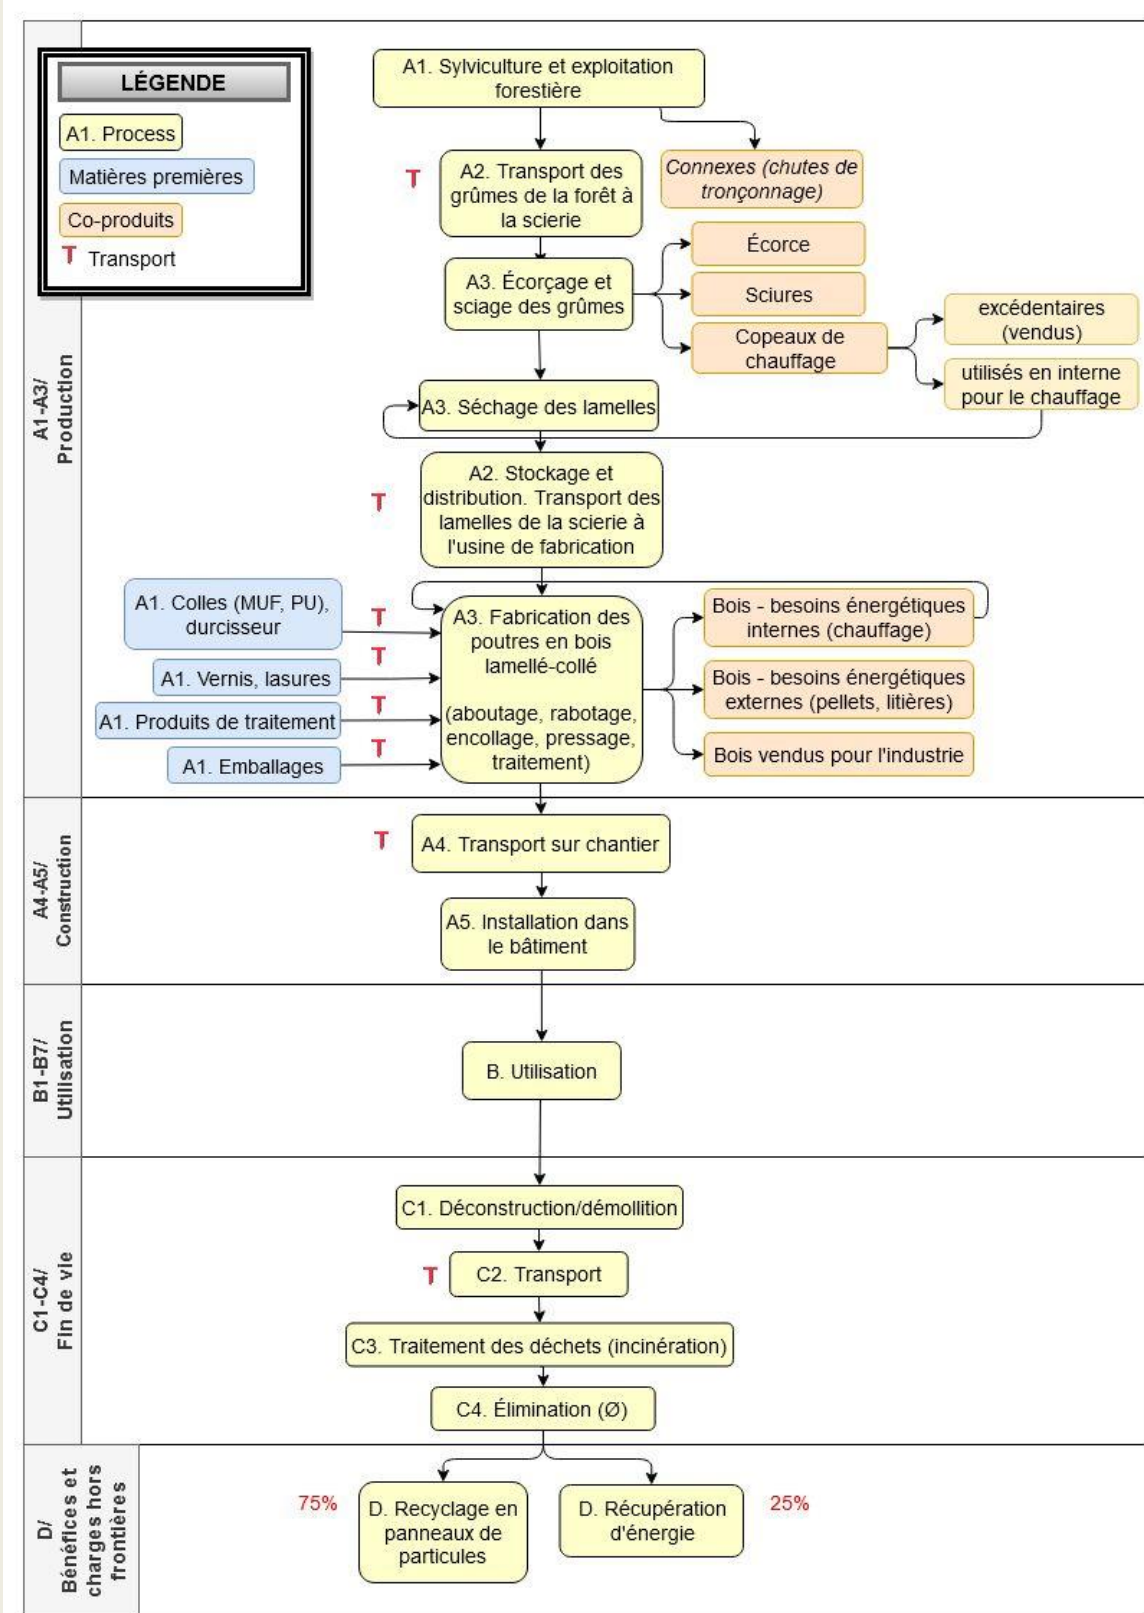 LÉGENDE
A1. Process
Matières premières
Co-produits
T Transport
A1-A3/
Production
A1. Sylviculture et exploitation
forestière
T
A2. Transport des
grûmes de la forêt à
la scierie
Connexes (chutes de
tronçonnage)
A3. Écorçage et
sciage des grûmes
Écorce
Sciures
Copeaux de
chauffage
excédentaires
(vendus)
utilisés en interne
pour le chauffage
A3. Séchage des lamelles
T
A2. Stockage et
distribution. Transport des
lamelles de la scierie à
l'usine de fabrication
A1. Colles (MUF, PU),
durcisseur
T
A1. Vernis, lasures
T
A1. Produits de traitement
T
A1. Emballages
T
A3. Fabrication des
poutres en bois
lamellé-collé
(aboutage, rabotage,
encollage, pressage,
traitement)
Bois - besoins énergétiques
internes (chauffage)
Bois - besoins énergétiques
externes (pellets, litières)
Bois vendus pour l'industrie
A4-A5/
Construction
T
A4. Transport sur chantier
A5. Installation dans
le bâtiment
B1-B7/
Utilisation
B. Utilisation
C1-C4/
Fin de vie
C1. Déconstruction/démollition
T
C2. Transport
C3. Traitement des déchets (incinération)
C4. Élimination (Ø)
D/
Bénéfices et
charges hors
frontières
75%
D. Recyclage en
panneaux de
particules
D. Récupération
d'énergie
25%